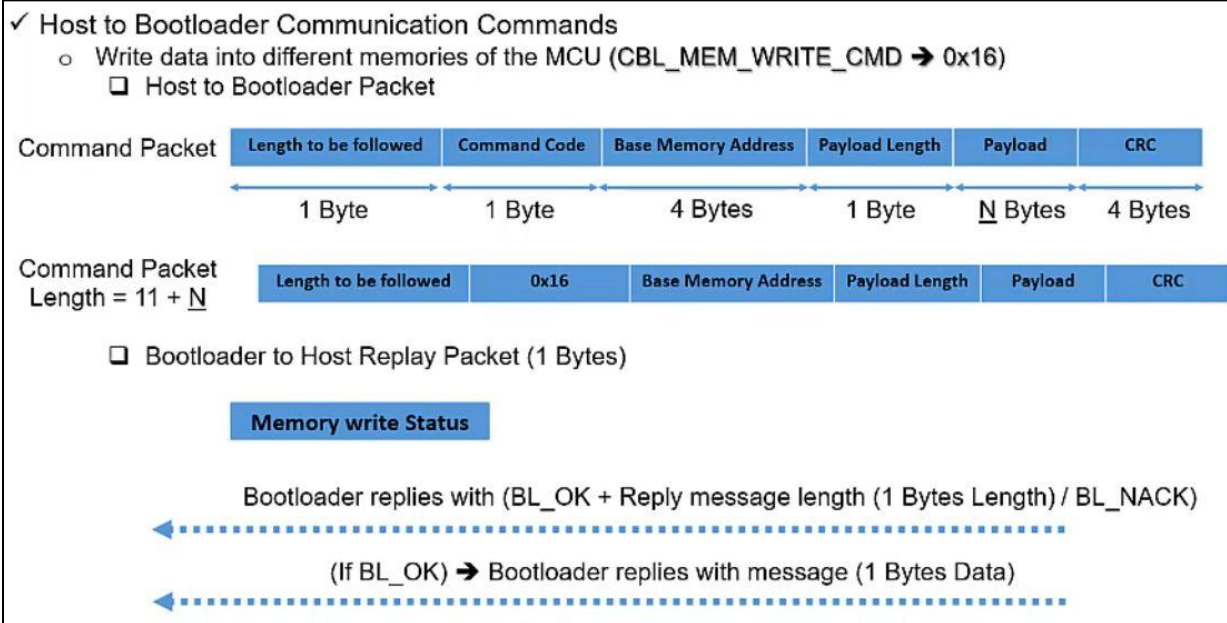 ✓ Host to Bootloader Communication Commands
o Write data into different memories of the MCU (CBL_MEM_WRITE_CMD ➔ 0x16)
❑ Host to Bootloader Packet
Command Packet Length to be followed Command Code Base Memory Address Payload Length Payload CRC
1 Byte 1 Byte 4 Bytes 1 Byte N Bytes 4 Bytes
Command Packet
Length = 11 + N
Length to be followed 0x16 Base Memory Address Payload Length Payload CRC
❑ Bootloader to Host Replay Packet (1 Bytes)
Memory write Status
Bootloader replies with (BL_OK + Reply message length (1 Bytes Length) / BL_NACK)
(If BL_OK) ➔ Bootloader replies with message (1 Bytes Data)